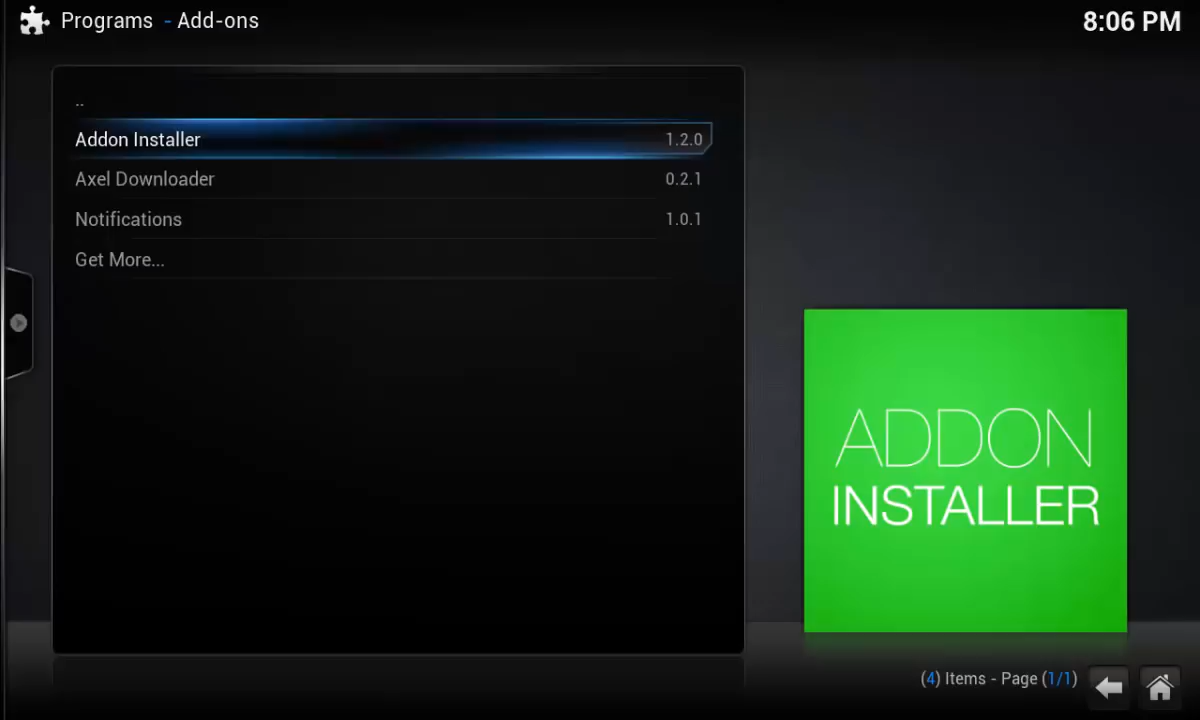 Programs - Add-ons
8:06 PM
..
Addon Installer 1.2.0
Axel Downloader 0.2.1
Notifications 1.0.1
Get More...
ADDON
INSTALLER
(4) Items - Page (1/1)